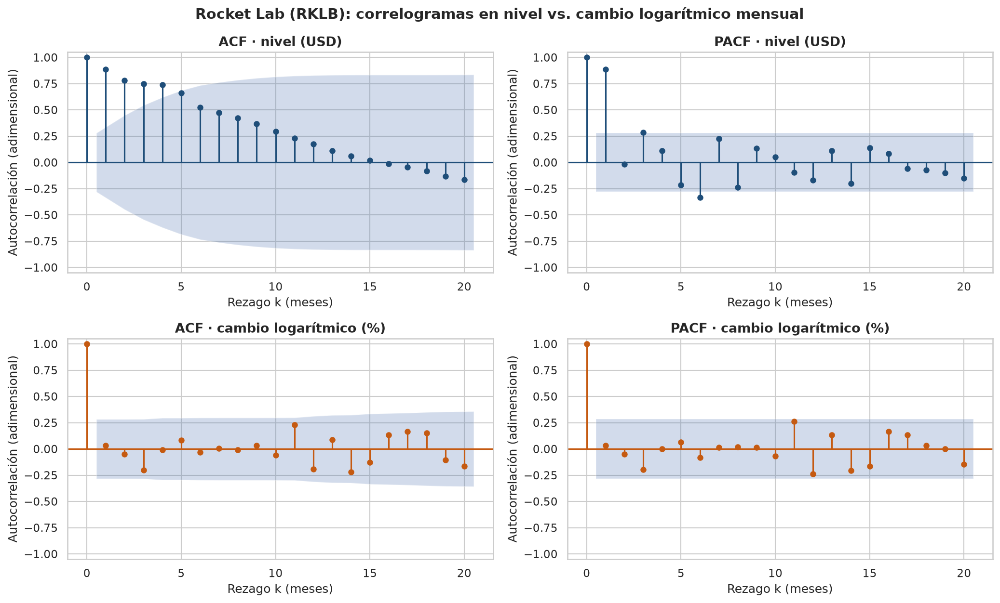 Rocket Lab (RKLB): correlogramas en nivel vs. cambio logarítmico mensual
ACF · nivel (USD)
Autocorrelación (adimensional)
1.00
0.75
0.50
0.25
0.00
−0.25
−0.50
−0.75
−1.00
0 5 10 15 20
Rezago k (meses)
PACF · nivel (USD)
Autocorrelación (adimensional)
1.00
0.75
0.50
0.25
0.00
−0.25
−0.50
−0.75
−1.00
0 5 10 15 20
Rezago k (meses)
ACF · cambio logarítmico (%)
Autocorrelación (adimensional)
1.00
0.75
0.50
0.25
0.00
−0.25
−0.50
−0.75
−1.00
0 5 10 15 20
Rezago k (meses)
PACF · cambio logarítmico (%)
Autocorrelación (adimensional)
1.00
0.75
0.50
0.25
0.00
−0.25
−0.50
−0.75
−1.00
0 5 10 15 20
Rezago k (meses)